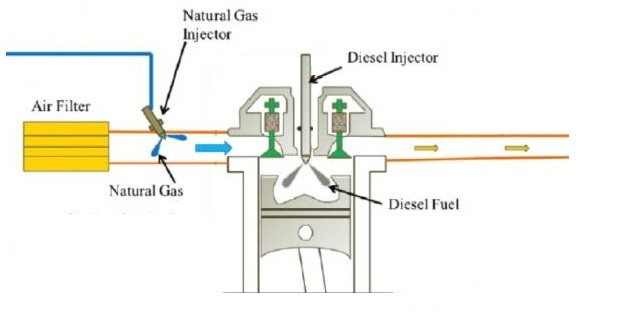 Natural Gas
Injector
Diesel Injector
Air Filter
Natural Gas
Diesel Fuel